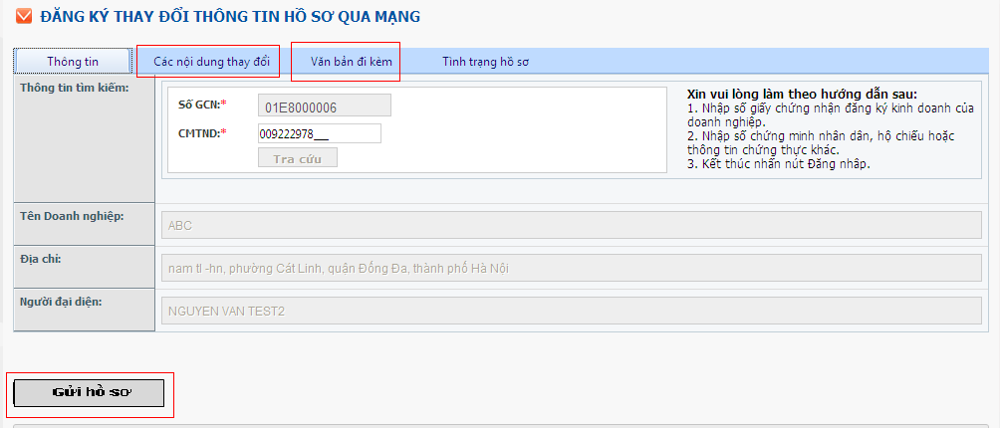 ĐĂNG KÝ THAY ĐỔI THÔNG TIN HỒ SƠ QUA MẠNG
Thông tin
Các nội dung thay đổi
Văn bản đi kèm
Tình trạng hồ sơ
Thông tin tìm kiếm:
Số GCN:*
01E8000006
CMTND:*
009222978___
Tra cứu
Xin vui lòng làm theo hướng dẫn sau:
1. Nhập số giấy chứng nhận đăng ký kinh doanh của
doanh nghiệp.
2. Nhập số chứng minh nhân dân, hộ chiếu hoặc
thông tin chứng thực khác.
3. Kết thúc nhấn nút Đăng nhập.
Tên Doanh nghiệp:
ABC
Địa chỉ:
nam tl -hn, phường Cát Linh, quận Đống Đa, thành phố Hà Nội
Người đại diện:
NGUYEN VAN TEST2
Gửi hồ sơ